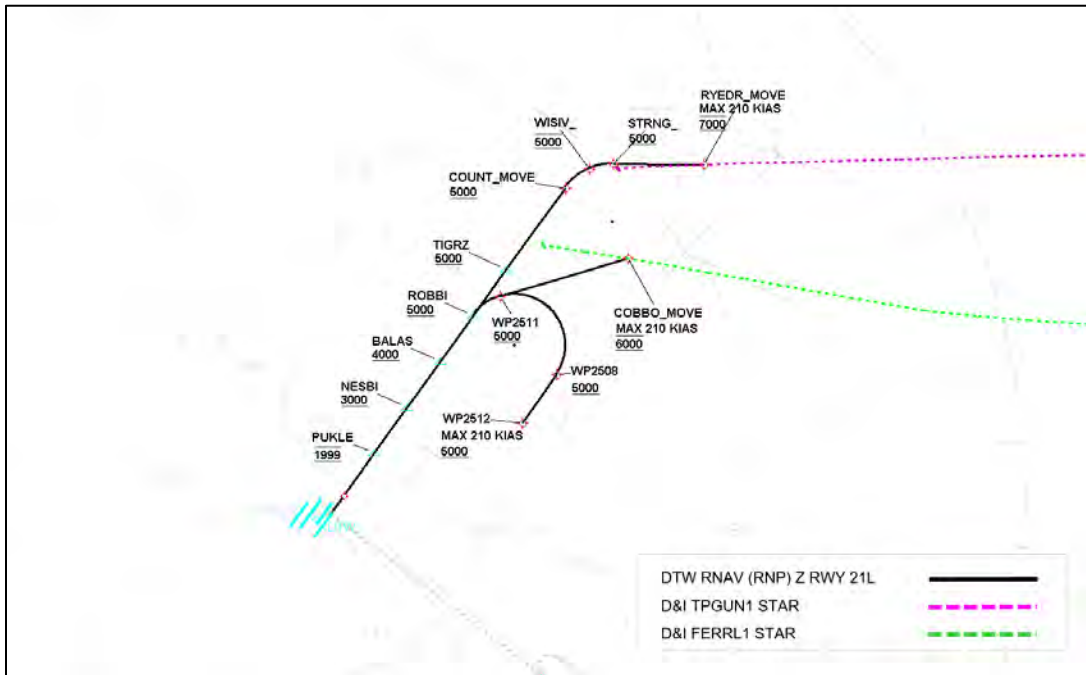 RYEDR_MOVE
MAX 210 KIAS
7000
STRNG_
5000
WISIV_
5000
COUNT_MOVE
5000
TIGRZ
5000
ROBBI
5000
COBBO_MOVE
MAX 210 KIAS
6000
WP2511
5000
BALAS
4000
WP2508
5000
NESBI
3000
WP2512
MAX 210 KIAS
5000
PUKLE
1999
DTW RNAV (RNP) Z RWY 21L
D&I TPGUN1 STAR
D&I FERRL1 STAR